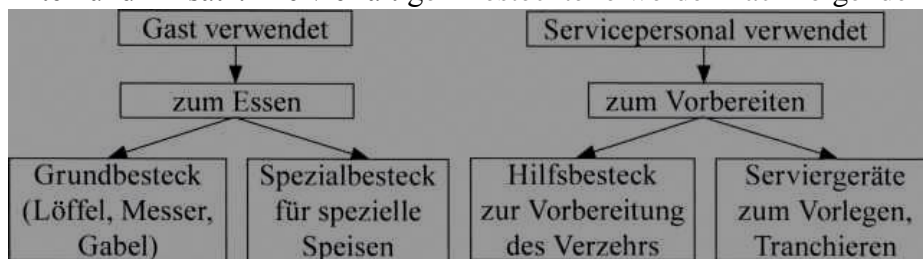 Gast verwendet
Servicepersonal verwendet
zum Essen
zum Vorbereiten
Grundbesteck
(Löffel, Messer,
Gabel)
Spezialbesteck
für spezielle
Speisen
Hilfsbesteck
zur Vorbereitung
des Verzehrs
Serviergeräte
zum Vorlegen,
Tranchieren